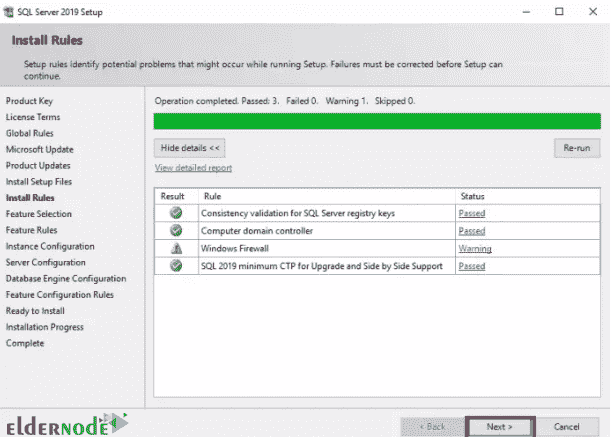 SQL Server 2019 Setup
Install Rules
Setup rules identify potential problems that might occur while running Setup. Failures must be corrected before Setup can
continue.
Product Key
License Terms
Global Rules
Microsoft Update
Product Updates
Install Setup Files
Install Rules
Feature Selection
Feature Rules
Instance Configuration
Server Configuration
Database Engine Configuration
Feature Configuration Rules
Ready to Install
Installation Progress
Complete
Operation completed. Passed: 3. Failed 0. Warning 1. Skipped 0.
Hide details <<
Re-run
View detailed report
Result Rule Status
Consistency validation for SQL Server registry keys Passed
Computer domain controller Passed
Windows Firewall Warning
SQL 2019 minimum CTP for Upgrade and Side by Side Support Passed
ELDERNODE
< Back Next > Cancel